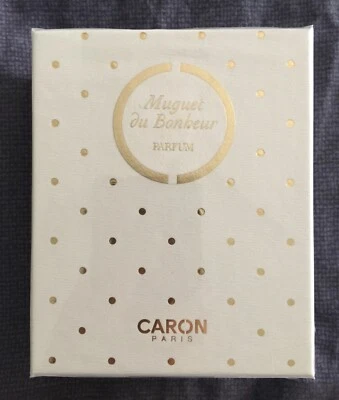 Muguet
du Bonheur
PARFUM
CARON
PARIS